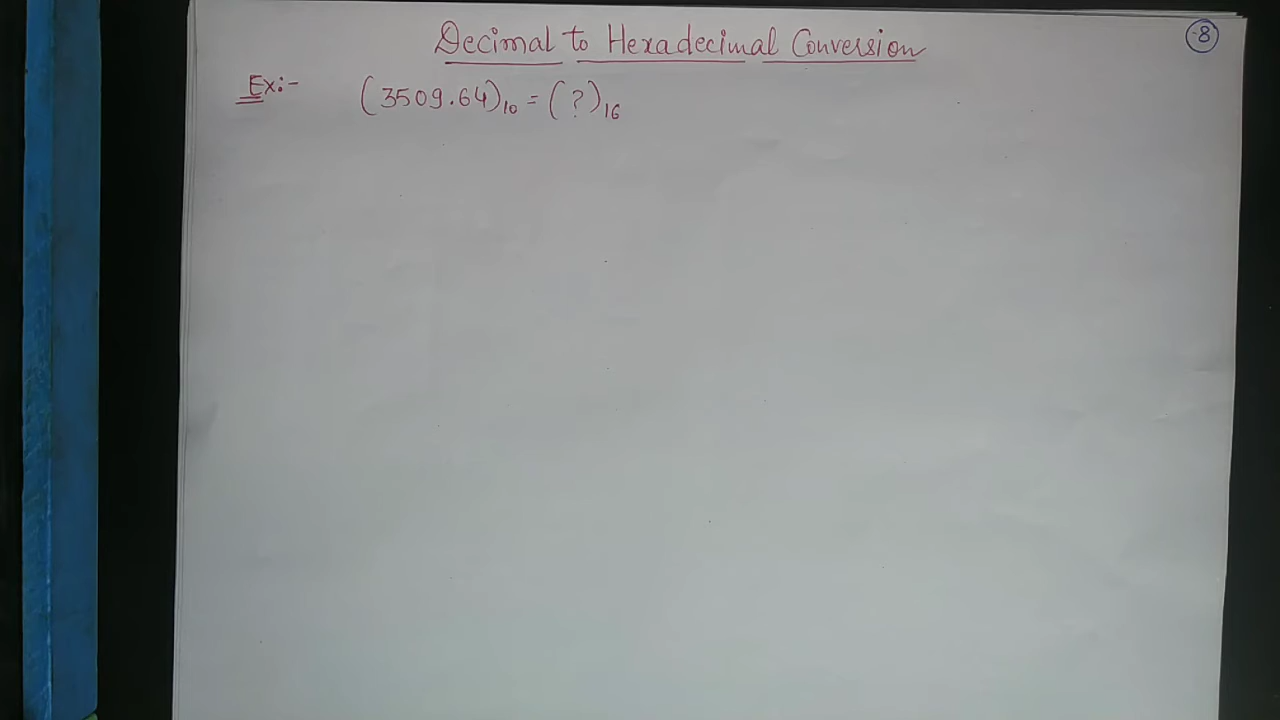 Decimal to Hexadecimal Conversion
8
Ex:- (3509.64)₁₀ = (?)₁₆